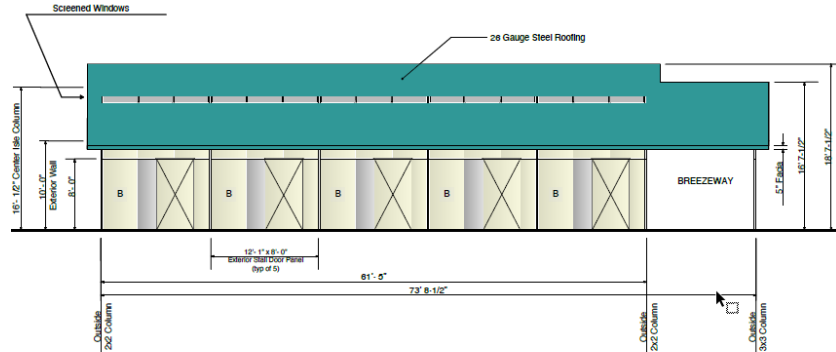 Screened Windows
26 Gauge Steel Roofing
16'- 1/2" Center Isle Column
10'- 0"
Exterior Wall
8'- 0"
B
B
B
B
B
BREEZEWAY
5" Facia
16' 7-1/2"
18' 7-1/2"
12'- 1" x 8'- 0"
Exterior Stall Door Panel
(typ of 5)
61'- 5"
73' 8-1/2"
Outside
2x2 Column
Outside
2x2 Column
Outside
3x3 Column